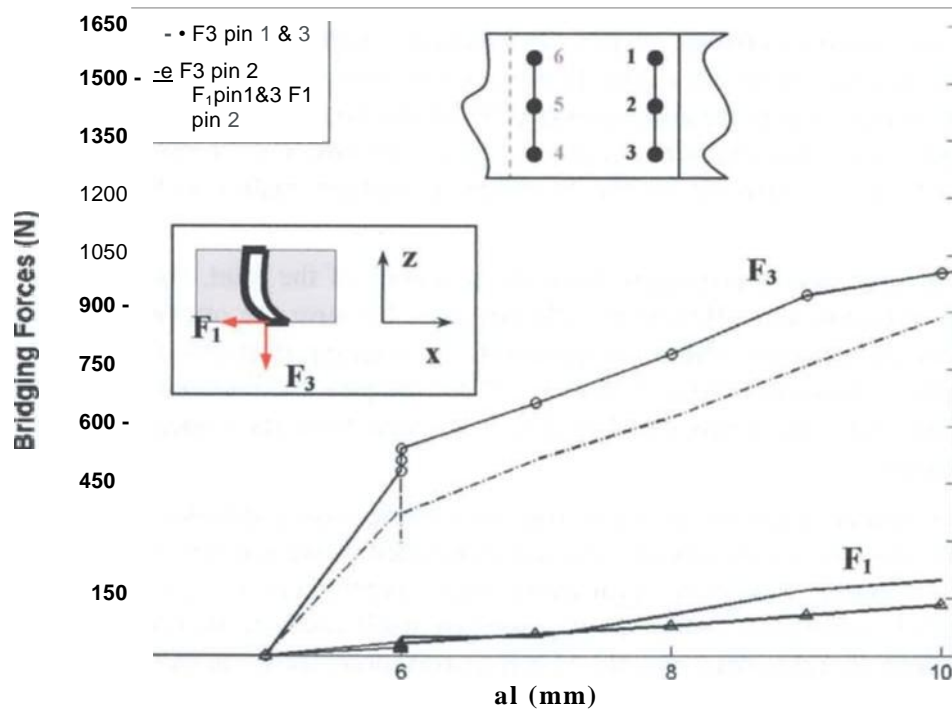 1650
- • F3 pin 1 & 3
1500 -
-e F3 pin 2
F₁pin1&3 F1
pin 2
1350
1200
1050
900 -
750
600 -
450
150
Bridging Forces (N)
6
5
4
1
2
3
F₁
F₃
z
x
F₃
F₁
6
8
10
al (mm)